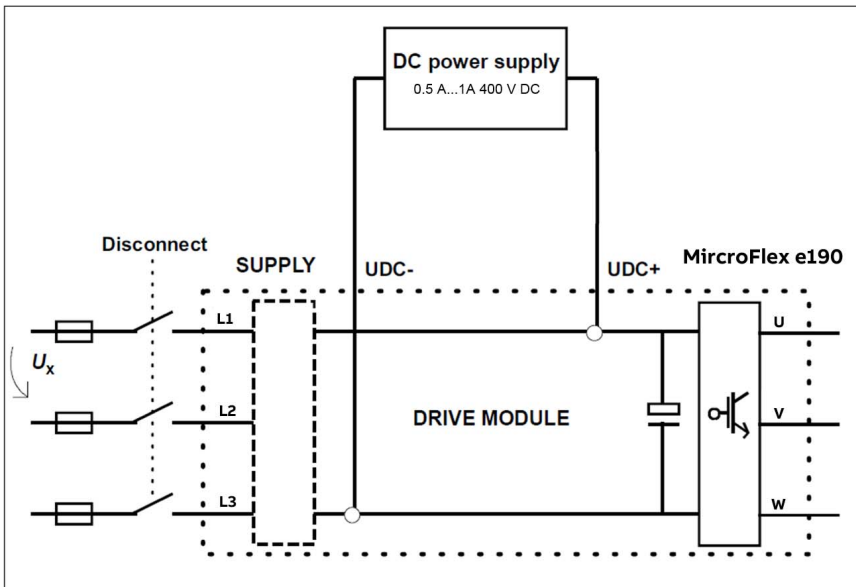 DC power supply
0.5 A...1A 400 V DC
Disconnect
SUPPLY
UDC-
UDC+
MircroFlex e190
L1
U
Ux
L2
DRIVE MODULE
V
L3
W